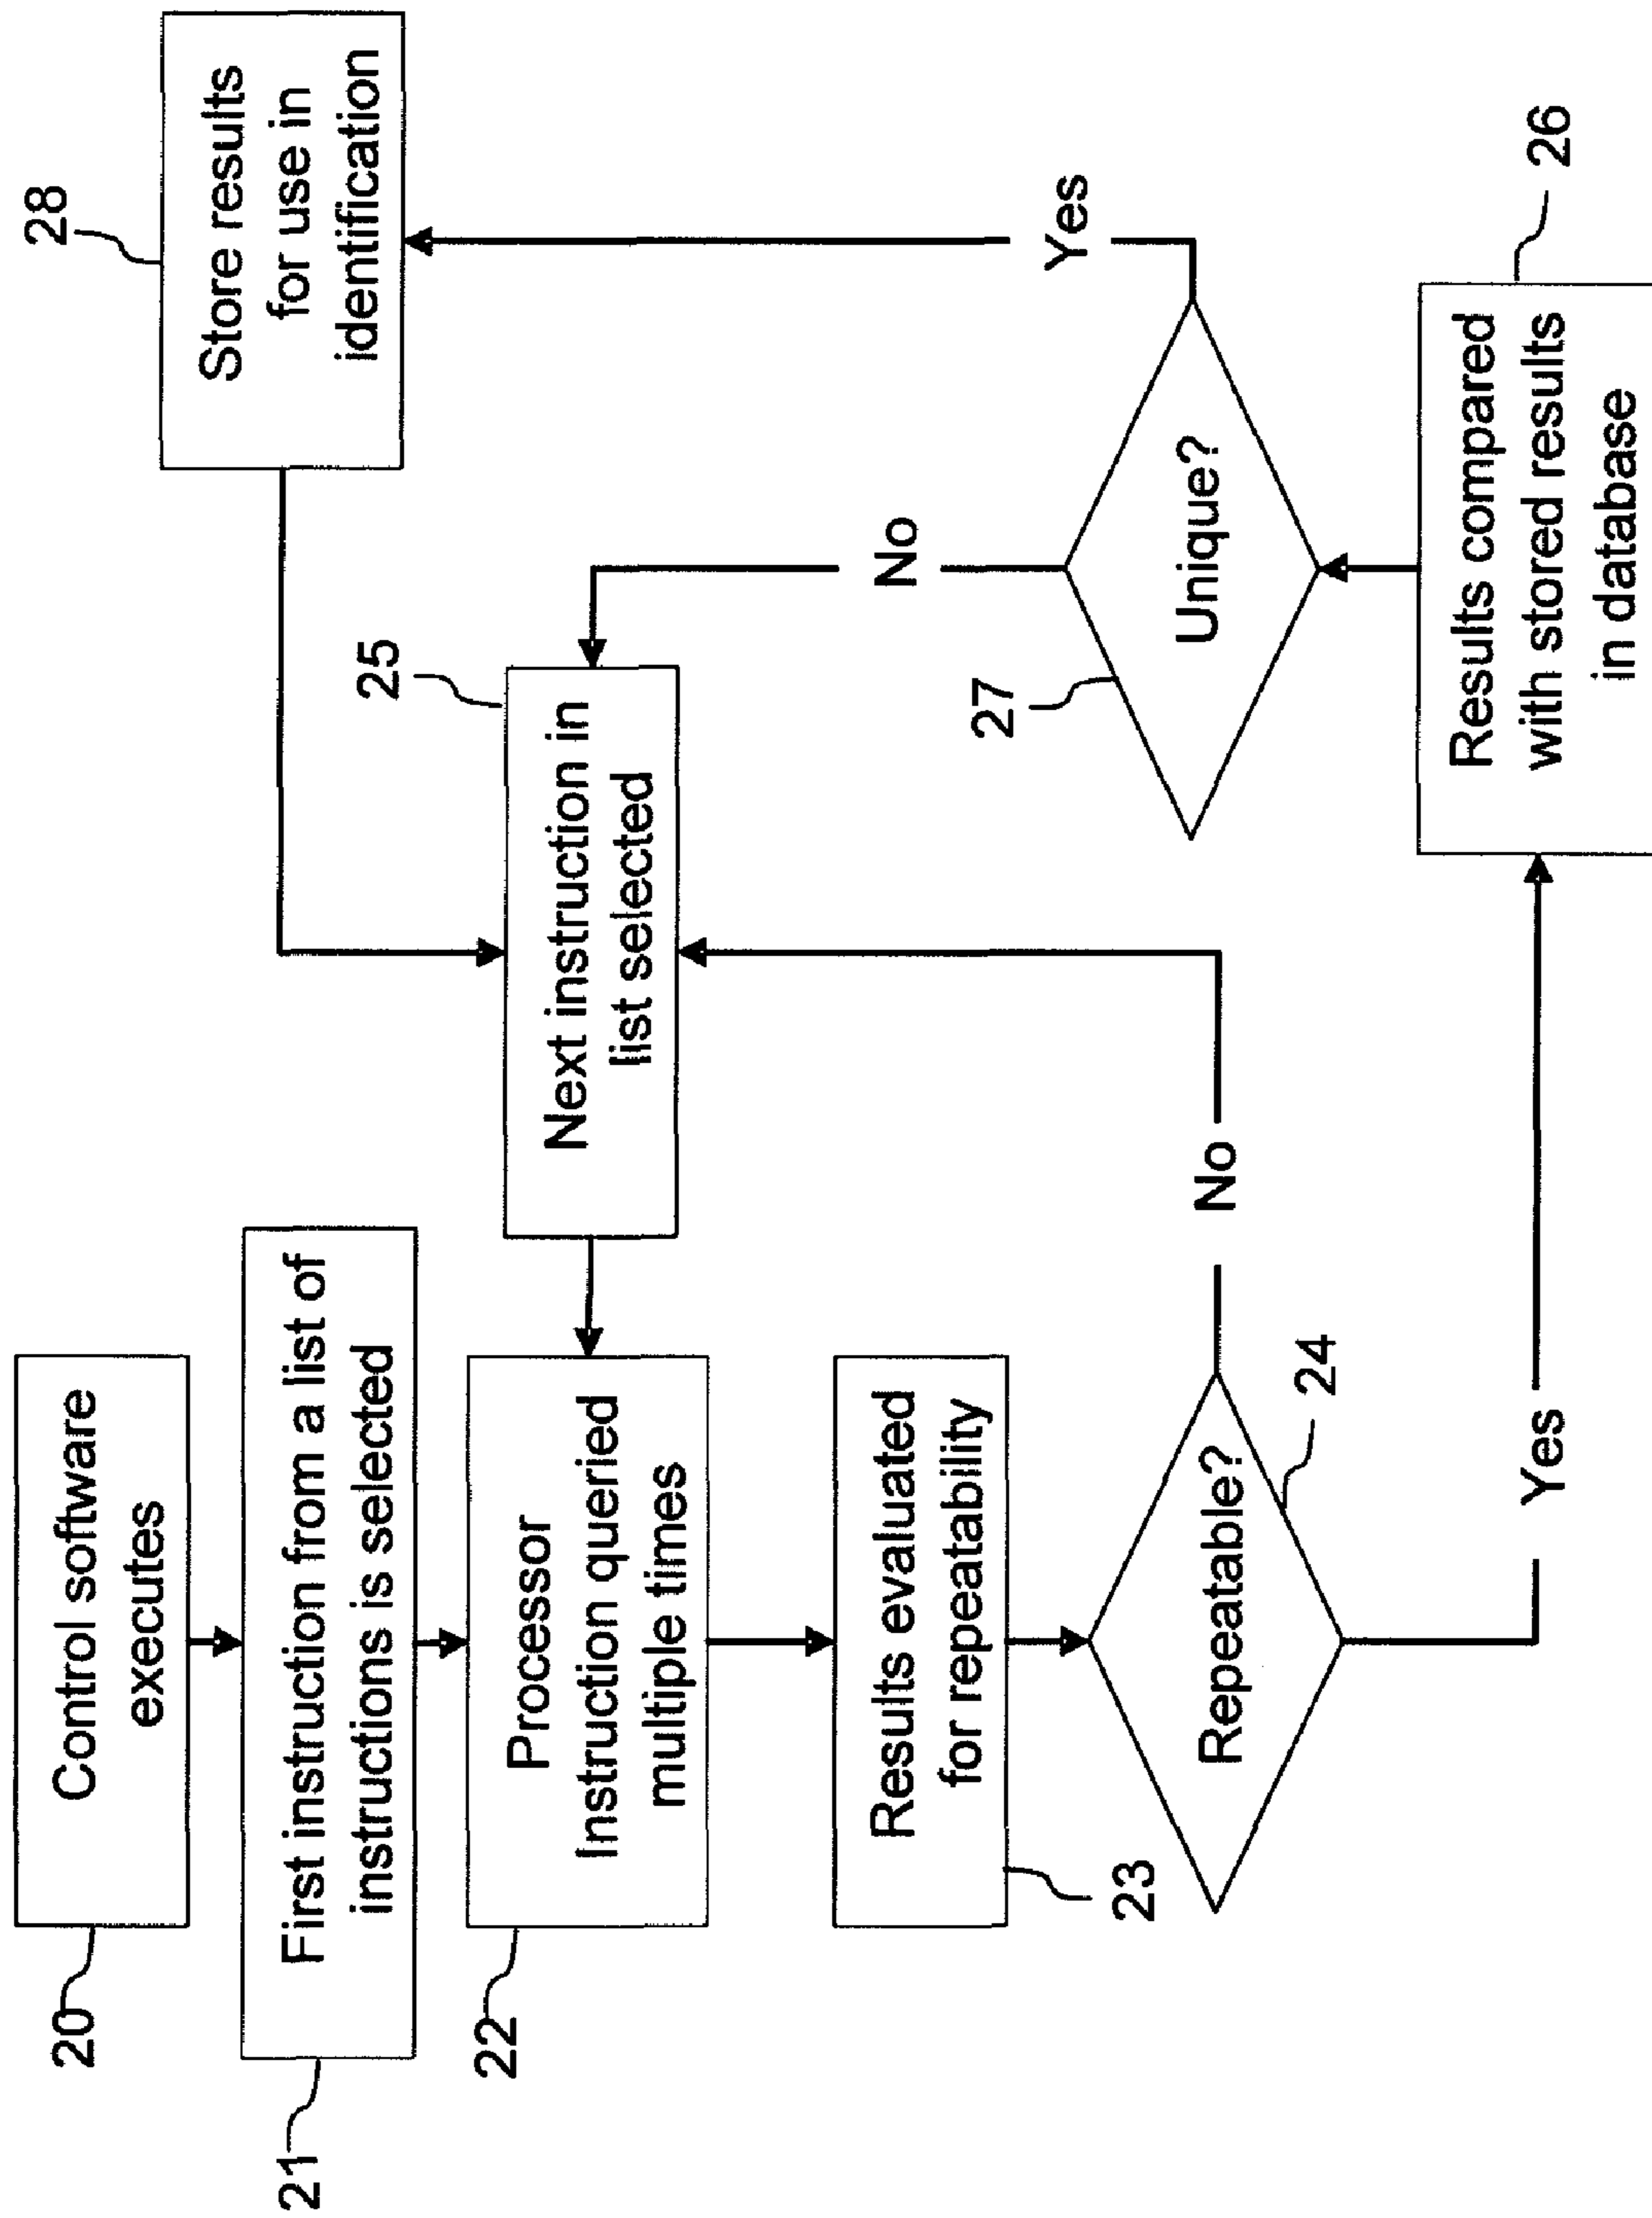 20
Control software
executes
21
First instruction from a list of
instructions is selected
22
Processor
Instruction queried
multiple times
23
Results evaluated
for repeatability
Repeatable?
24
No
Yes
25
Next instruction in
list selected
26
Results compared
with stored results
in database
27
Unique?
No
Yes
28
Store results
for use in
identification